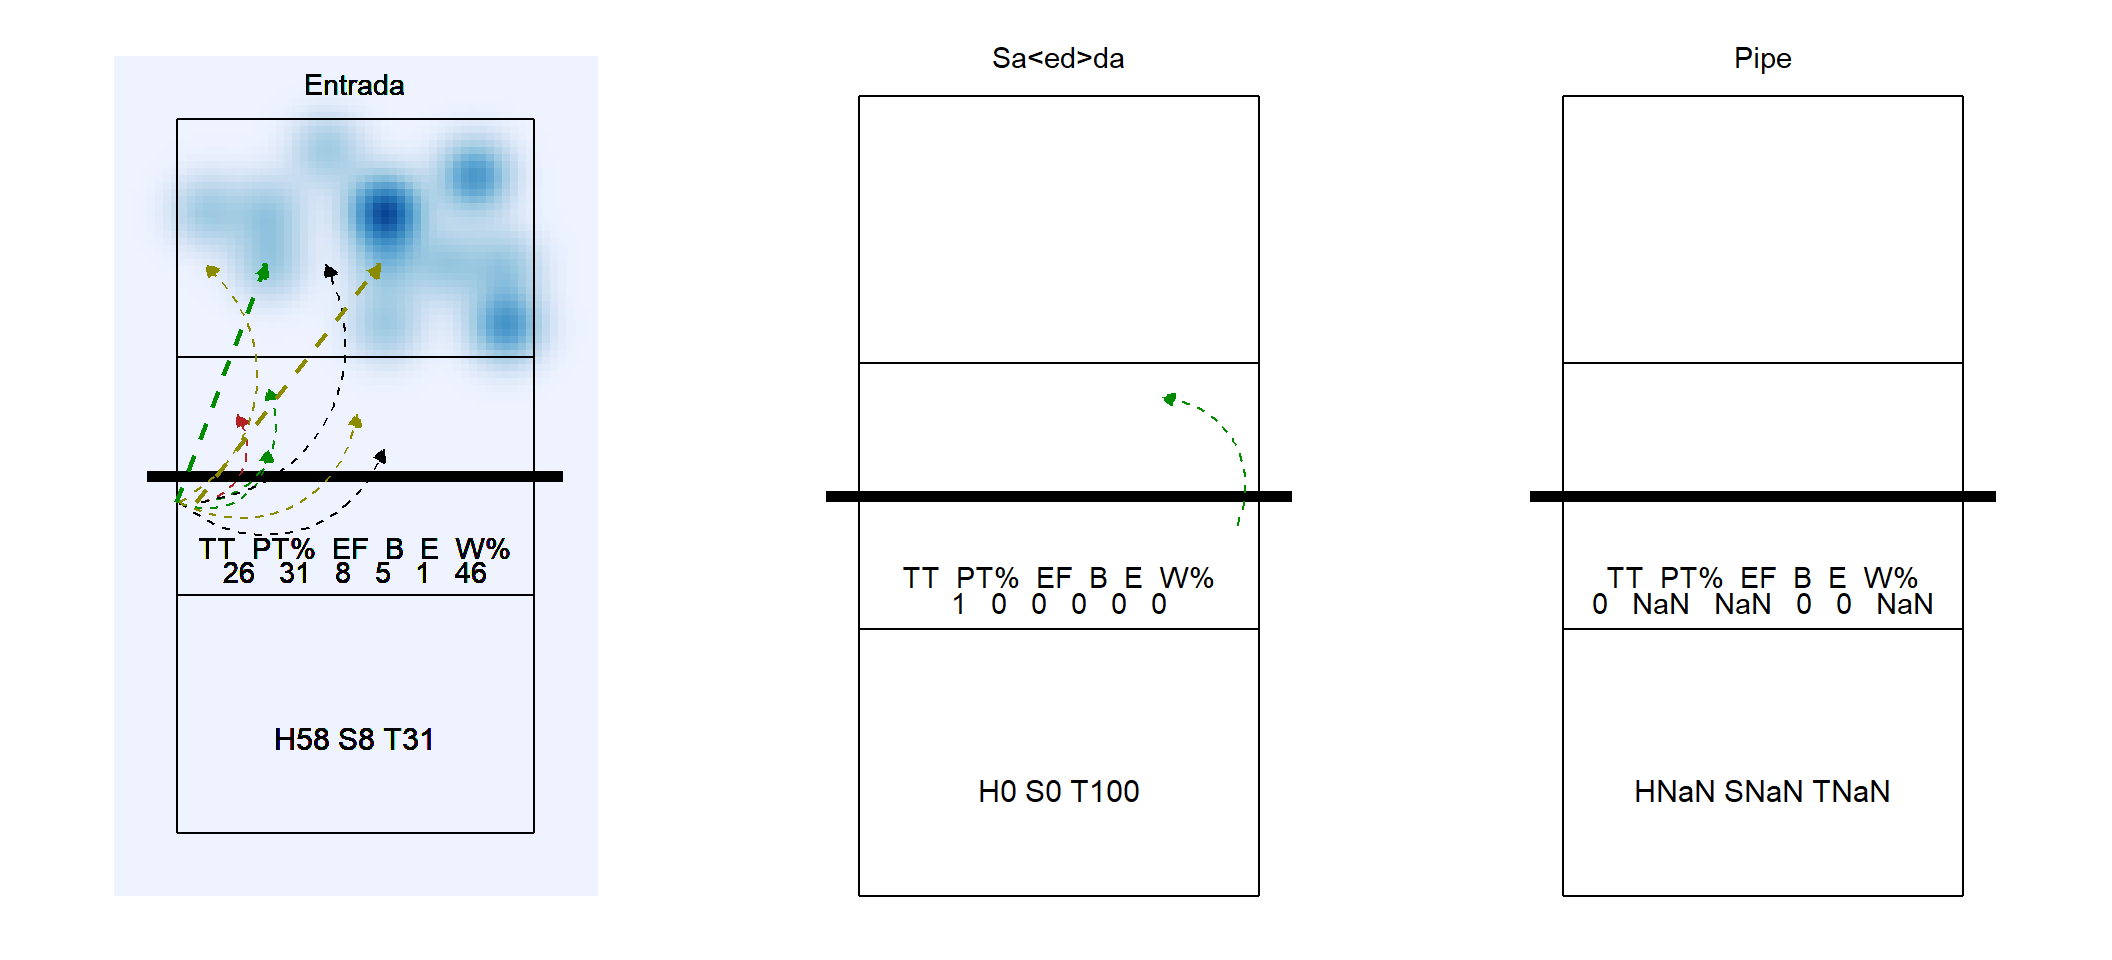 Entrada
TT PT% EF B E W%
26 31 8 5 1 46
H58 S8 T31
Sa<ed>da
TT PT% EF B E W%
1 0 0 0 0 0
H0 S0 T100
Pipe
TT PT% EF B E W%
0 NaN NaN 0 0 NaN
HNaN SNaN TNaN